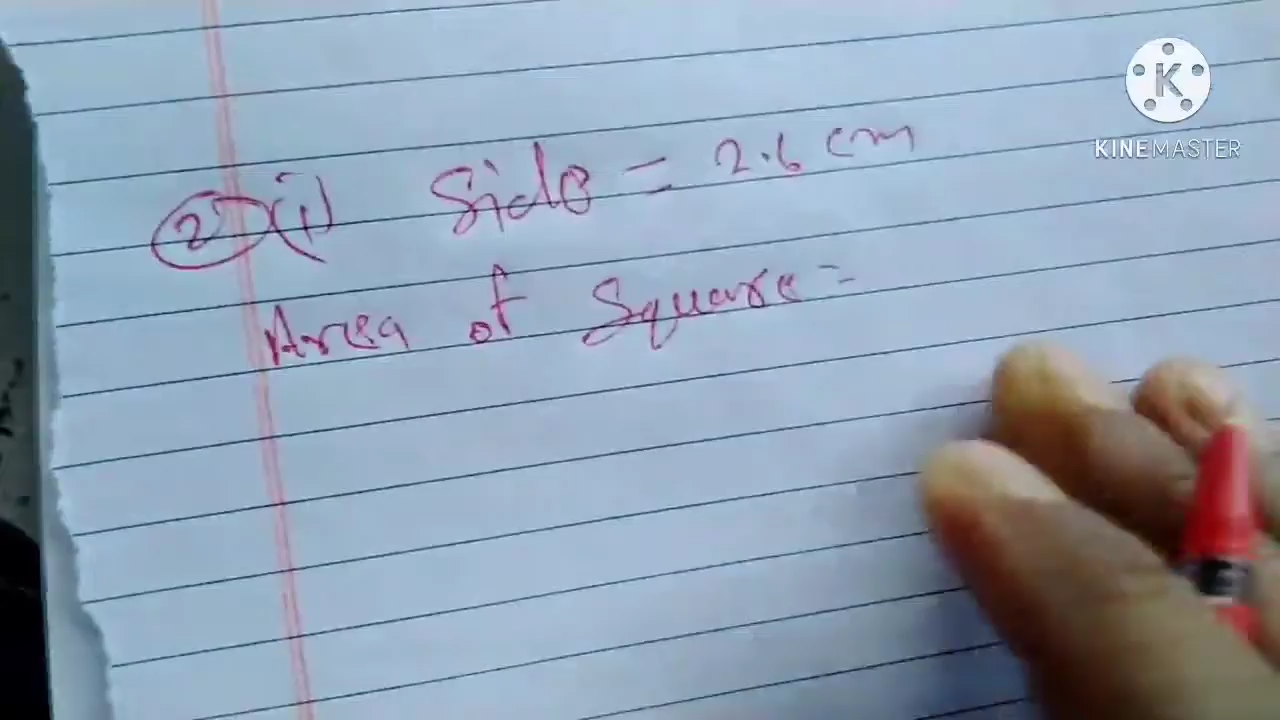 K
KINEMASTER
2 (i) Side = 2.6 cm
Area of Square =